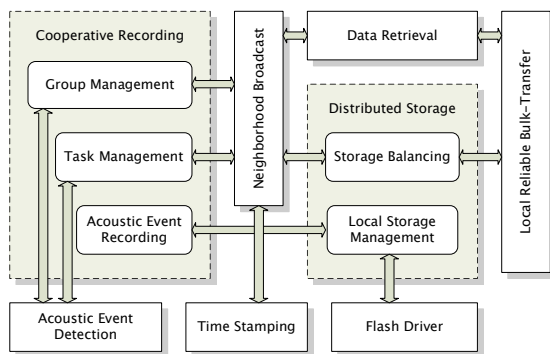 Cooperative Recording
Group Management
Task Management
Acoustic Event
Recording
Neighborhood Broadcast
Data Retrieval
Distributed Storage
Storage Balancing
Local Storage
Management
Local Reliable Bulk-Transfer
Acoustic Event
Detection
Time Stamping
Flash Driver